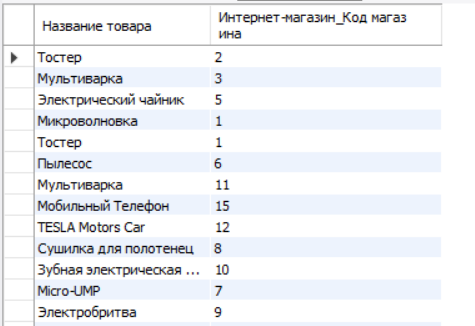 Название товара Интернет-магазин_Код магаз
ина
Тостер 2
Мультиварка 3
Электрический чайник 5
Микроволновка 1
Тостер 1
Пылесос 6
Мультиварка 11
Мобильный Телефон 15
TESLA Motors Car 12
Сушилка для полотенец 8
Зубная электрическая ... 10
Micro-UMP 7
Электробритва 9